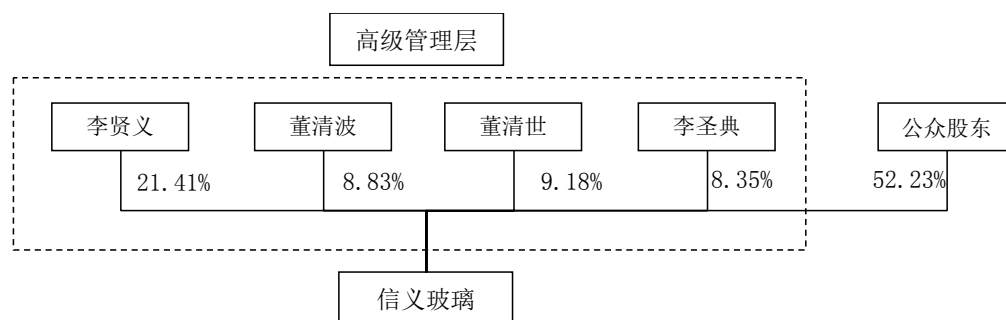 高级管理层
李贤义
董清波
董清世
李圣典
公众股东
21.41%
8.83%
9.18%
8.35%
52.23%
信义玻璃